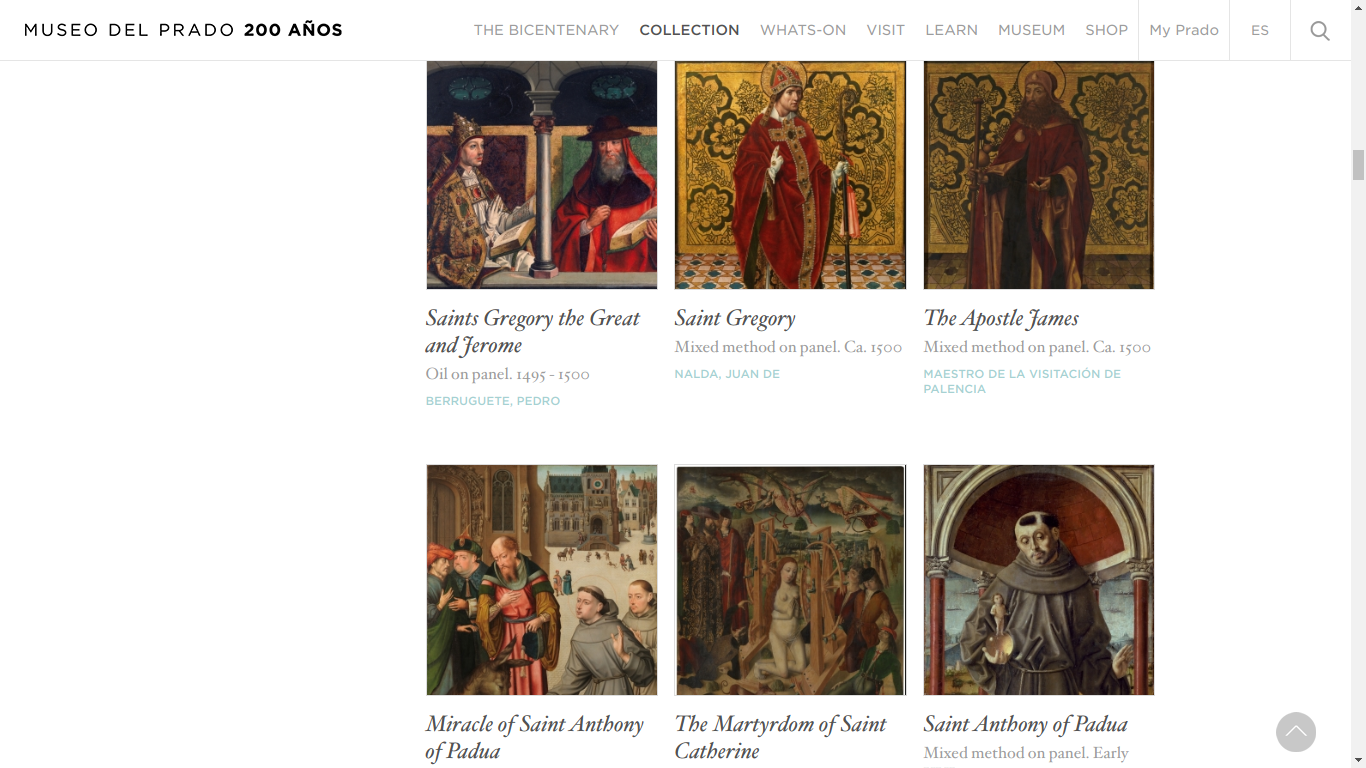 MUSEO DEL PRADO 200 AÑOS
THE BICENTENARY
COLLECTION
WHATS-ON
VISIT
LEARN
MUSEUM
SHOP
My Prado
ES
Saints Gregory the Great
and Jerome
Oil on panel. 1495 - 1500
BERRUGUETE, PEDRO
Saint Gregory
Mixed method on panel. Ca. 1500
NALDA, JUAN DE
The Apostle James
Mixed method on panel. Ca. 1500
MAESTRO DE LA VISITACIÓN DE
PALENCIA
Miracle of Saint Anthony
of Padua
The Martyrdom of Saint
Catherine
Saint Anthony of Padua
Mixed method on panel. Early